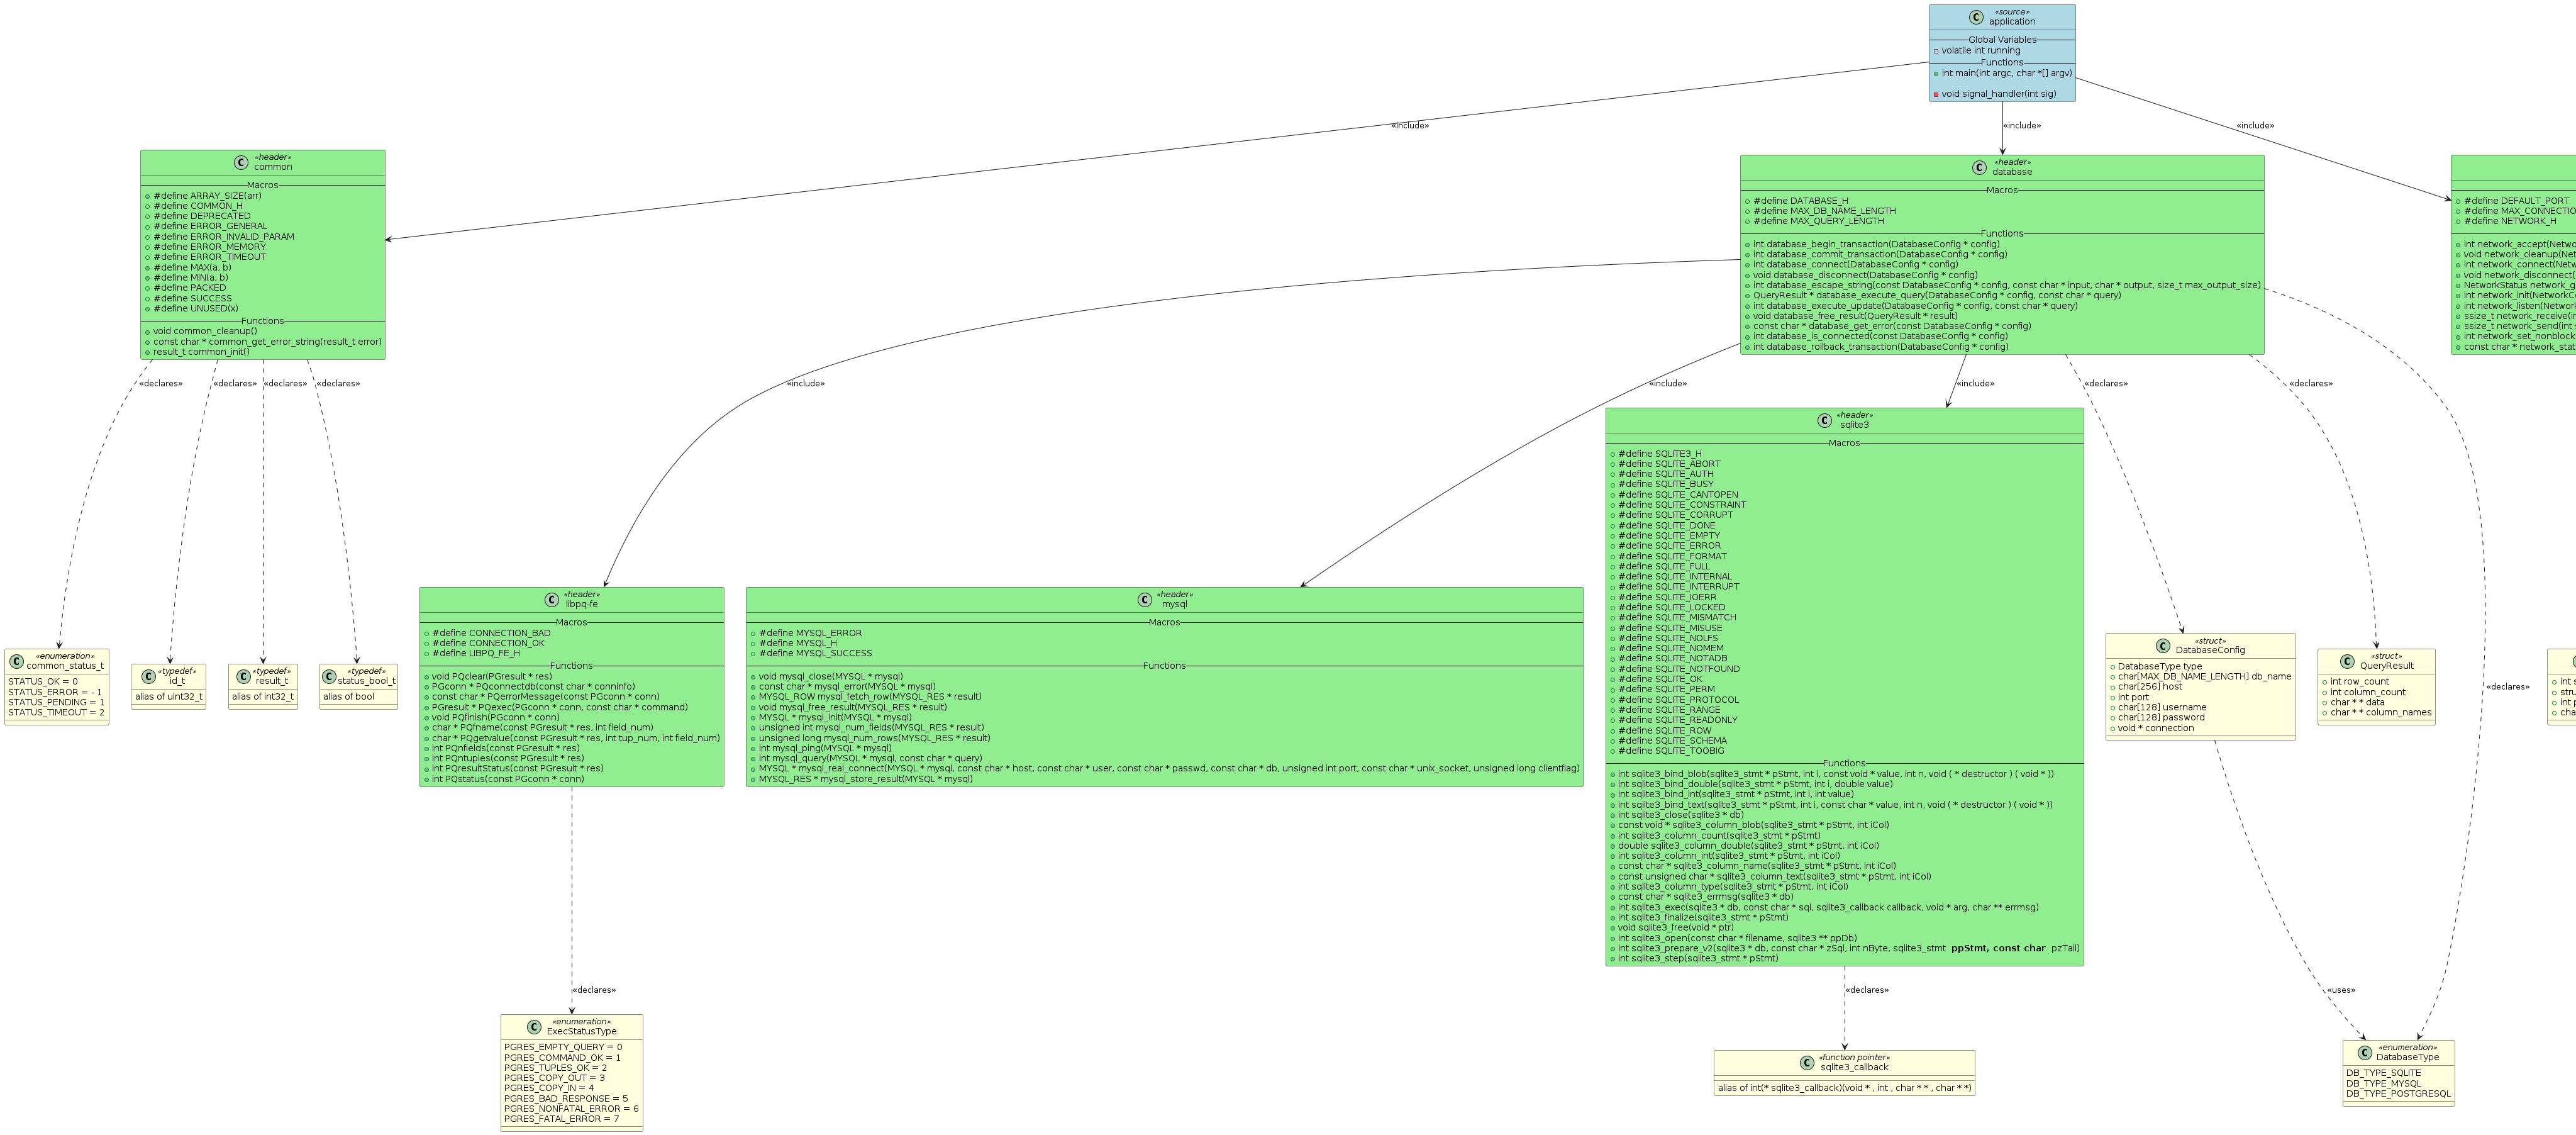 «source»
application
Global Variables
volatile int running
Functions
int main(int argc, char *[] argv)
void signal_handler(int sig)
«include»
«include»
«include»
«header»
common
Macros
#define ARRAY_SIZE(arr)
#define COMMON_H
#define DEPRECATED
#define ERROR_GENERAL
#define ERROR_INVALID_PARAM
#define ERROR_MEMORY
#define ERROR_TIMEOUT
#define MAX(a, b)
#define MIN(a, b)
#define PACKED
#define SUCCESS
#define UNUSED(x)
Functions
void common_cleanup()
const char * common_get_error_string(result_t error)
result_t common_init()
«header»
database
Macros
#define DATABASE_H
#define MAX_DB_NAME_LENGTH
#define MAX_QUERY_LENGTH
Functions
int database_begin_transaction(DatabaseConfig * config)
int database_commit_transaction(DatabaseConfig * config)
int database_connect(DatabaseConfig * config)
void database_disconnect(DatabaseConfig * config)
int database_escape_string(const DatabaseConfig * config, const char * input, char * output, size_t max_output_size)
QueryResult * database_execute_query(DatabaseConfig * config, const char * query)
int database_execute_update(DatabaseConfig * config, const char * query)
void database_free_result(QueryResult * result)
const char * database_get_error(const DatabaseConfig * config)
int database_is_connected(const DatabaseConfig * config)
int database_rollback_transaction(DatabaseConfig * config)
#define DEFAULT_PORT
#define MAX_CONNECTIO
#define NETWORK_H
int network_accept(Netwo
void network_cleanup(Net
int network_connect(Netw
void network_disconnect(
NetworkStatus network_g
int network_init(NetworkCo
int network_listen(Network
ssize_t network_receive(in
ssize_t network_send(int s
int network_set_nonblock
const char * network_stat
«declares»
«declares»
«declares»
«declares»
«include»
«include»
«include»
«declares»
«declares»
«declares»
«enumeration»
common_status_t
STATUS_OK = 0
STATUS_ERROR = - 1
STATUS_PENDING = 1
STATUS_TIMEOUT = 2
«typedef»
id_t
alias of uint32_t
«typedef»
result_t
alias of int32_t
«typedef»
status_bool_t
alias of bool
«header»
libpq-fe
Macros
#define CONNECTION_BAD
#define CONNECTION_OK
#define LIBPQ_FE_H
Functions
void PQclear(PGresult * res)
PGconn * PQconnectdb(const char * conninfo)
const char * PQerrorMessage(const PGconn * conn)
PGresult * PQexec(PGconn * conn, const char * command)
void PQfinish(PGconn * conn)
char * PQfname(const PGresult * res, int field_num)
char * PQgetvalue(const PGresult * res, int tup_num, int field_num)
int PQnfields(const PGresult * res)
int PQntuples(const PGresult * res)
int PQresultStatus(const PGresult * res)
int PQstatus(const PGconn * conn)
«header»
mysql
Macros
#define MYSQL_ERROR
#define MYSQL_H
#define MYSQL_SUCCESS
Functions
void mysql_close(MYSQL * mysql)
const char * mysql_error(MYSQL * mysql)
MYSQL_ROW mysql_fetch_row(MYSQL_RES * result)
void mysql_free_result(MYSQL_RES * result)
MYSQL * mysql_init(MYSQL * mysql)
unsigned int mysql_num_fields(MYSQL_RES * result)
unsigned long mysql_num_rows(MYSQL_RES * result)
int mysql_ping(MYSQL * mysql)
int mysql_query(MYSQL * mysql, const char * query)
MYSQL * mysql_real_connect(MYSQL * mysql, const char * host, const char * user, const char * passwd, const char * db, unsigned int port, const char * unix_socket, unsigned long clientflag)
MYSQL_RES * mysql_store_result(MYSQL * mysql)
«header»
sqlite3
Macros
#define SQLITE3_H
#define SQLITE_ABORT
#define SQLITE_AUTH
#define SQLITE_BUSY
#define SQLITE_CANTOPEN
#define SQLITE_CONSTRAINT
#define SQLITE_CORRUPT
#define SQLITE_DONE
#define SQLITE_EMPTY
#define SQLITE_ERROR
#define SQLITE_FORMAT
#define SQLITE_FULL
#define SQLITE_INTERNAL
#define SQLITE_INTERRUPT
#define SQLITE_IOERR
#define SQLITE_LOCKED
#define SQLITE_MISMATCH
#define SQLITE_MISUSE
#define SQLITE_NOLFS
#define SQLITE_NOMEM
#define SQLITE_NOTADB
#define SQLITE_NOTFOUND
#define SQLITE_OK
#define SQLITE_PERM
#define SQLITE_PROTOCOL
#define SQLITE_RANGE
#define SQLITE_READONLY
#define SQLITE_ROW
#define SQLITE_SCHEMA
#define SQLITE_TOOBIG
Functions
int sqlite3_bind_blob(sqlite3_stmt * pStmt, int i, const void * value, int n, void ( * destructor ) ( void * ))
int sqlite3_bind_double(sqlite3_stmt * pStmt, int i, double value)
int sqlite3_bind_int(sqlite3_stmt * pStmt, int i, int value)
int sqlite3_bind_text(sqlite3_stmt * pStmt, int i, const char * value, int n, void ( * destructor ) ( void * ))
int sqlite3_close(sqlite3 * db)
const void * sqlite3_column_blob(sqlite3_stmt * pStmt, int iCol)
int sqlite3_column_count(sqlite3_stmt * pStmt)
double sqlite3_column_double(sqlite3_stmt * pStmt, int iCol)
int sqlite3_column_int(sqlite3_stmt * pStmt, int iCol)
const char * sqlite3_column_name(sqlite3_stmt * pStmt, int iCol)
const unsigned char * sqlite3_column_text(sqlite3_stmt * pStmt, int iCol)
int sqlite3_column_type(sqlite3_stmt * pStmt, int iCol)
const char * sqlite3_errmsg(sqlite3 * db)
int sqlite3_exec(sqlite3 * db, const char * sql, sqlite3_callback callback, void * arg, char ** errmsg)
int sqlite3_finalize(sqlite3_stmt * pStmt)
void sqlite3_free(void * ptr)
int sqlite3_open(const char * filename, sqlite3 ** ppDb)
int sqlite3_prepare_v2(sqlite3 * db, const char * zSql, int nByte, sqlite3_stmt ppStmt, const char pzTail)
int sqlite3_step(sqlite3_stmt * pStmt)
«struct»
DatabaseConfig
DatabaseType type
char[MAX_DB_NAME_LENGTH] db_name
char[256] host
int port
char[128] username
char[128] password
void * connection
«struct»
QueryResult
int row_count
int column_count
char * * data
char * * column_names
«declares»
int s
stru
int p
cha
«declares»
«declares»
«uses»
«enumeration»
ExecStatusType
PGRES_EMPTY_QUERY = 0
PGRES_COMMAND_OK = 1
PGRES_TUPLES_OK = 2
PGRES_COPY_OUT = 3
PGRES_COPY_IN = 4
PGRES_BAD_RESPONSE = 5
PGRES_NONFATAL_ERROR = 6
PGRES_FATAL_ERROR = 7
«function pointer»
sqlite3_callback
alias of int(* sqlite3_callback)(void * , int , char * * , char * *)
«enumeration»
DatabaseType
DB_TYPE_SQLITE
DB_TYPE_MYSQL
DB_TYPE_POSTGRESQL